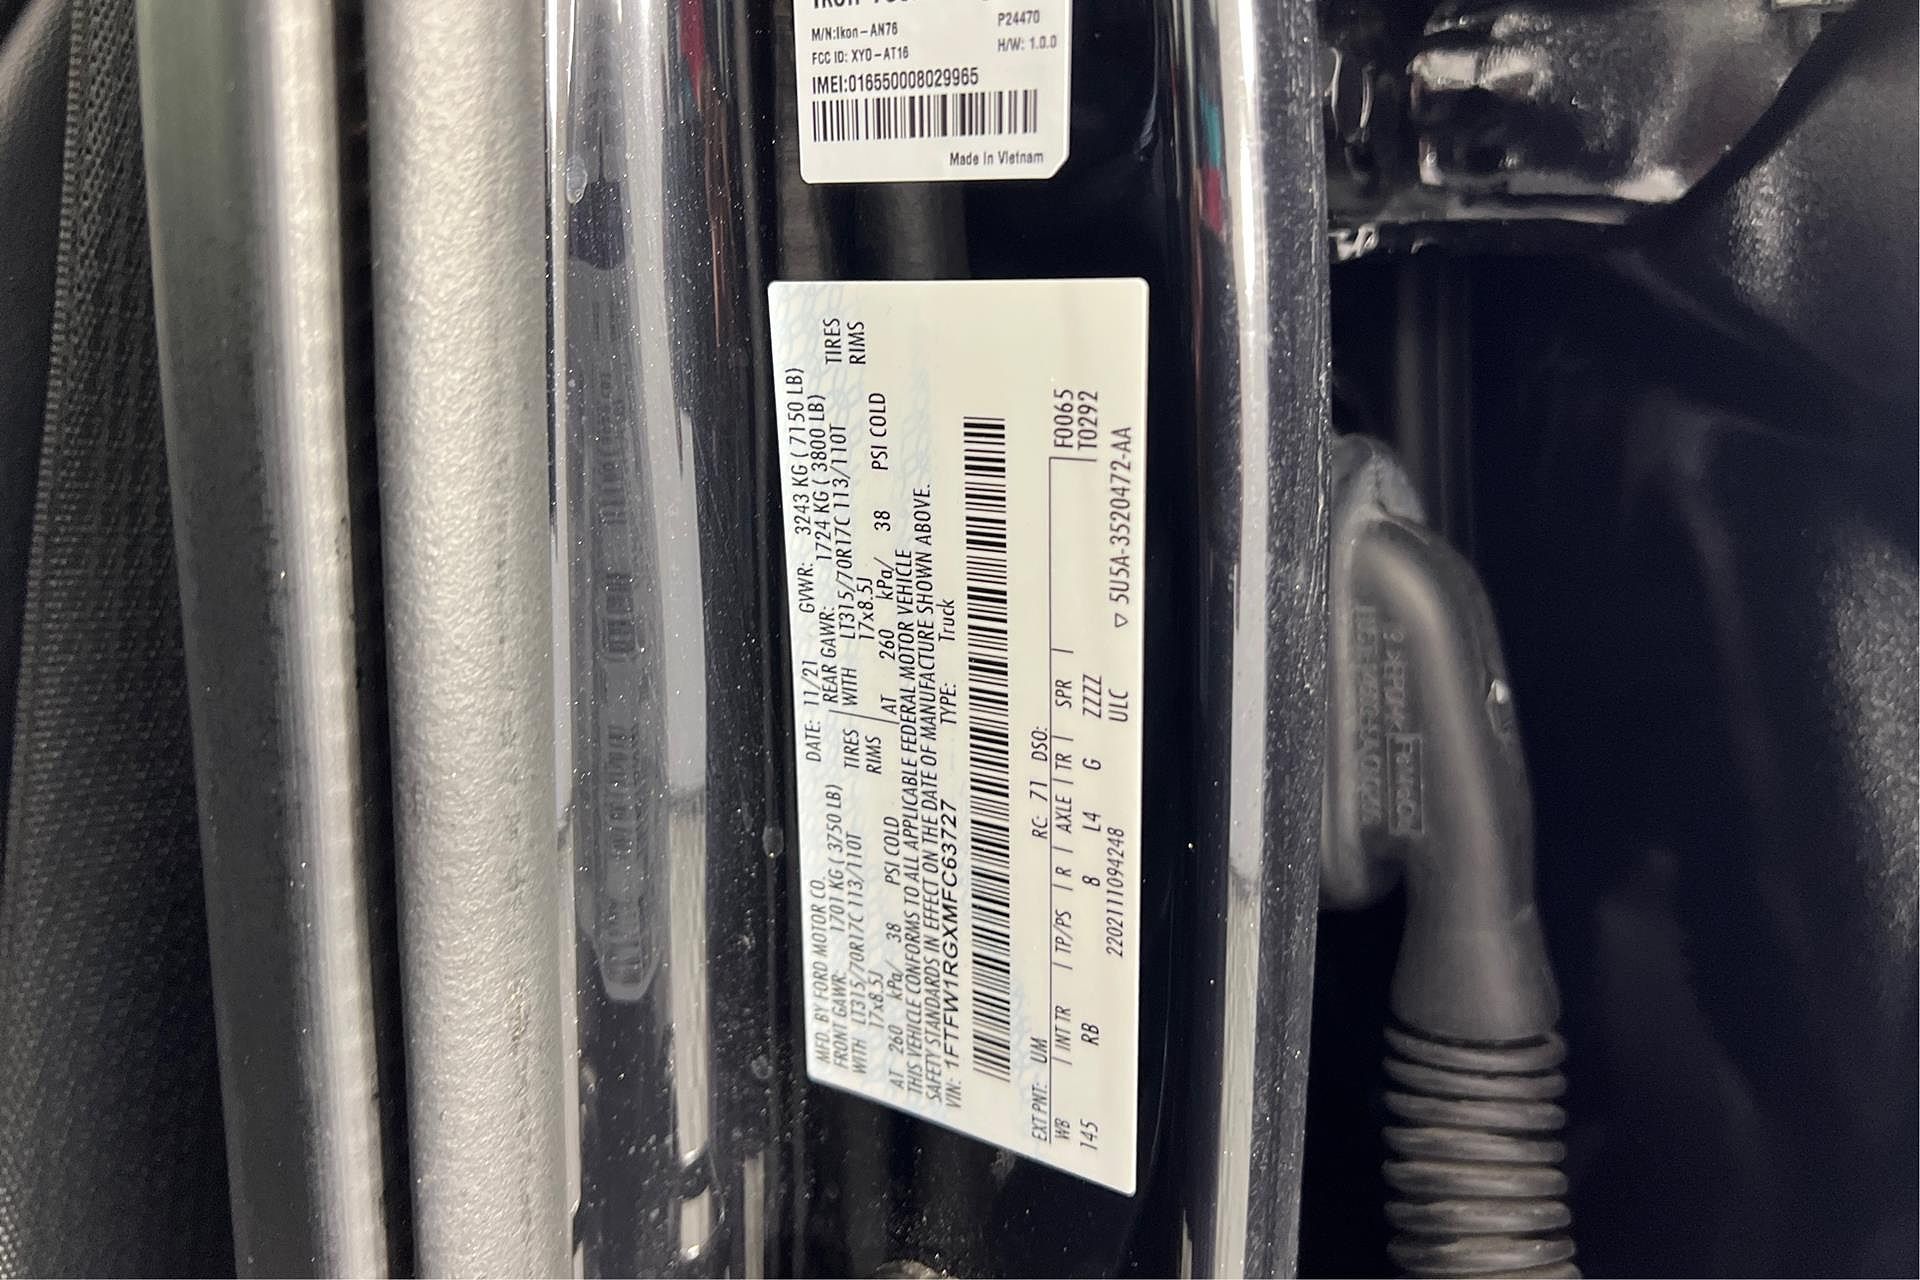 P24470
M/N:Ikon-AN76
H/W: 1.0.0
FCC ID: XYO-AT16
IMEI:016550008029965
Made In Vietnam
MFD. BY FORD MOTOR CO. DATE: 11/21 GVWR: 3243 KG ( 7150 LB)
FRONT GAWR: 1701 KG ( 3750 LB) REAR GAWR: 1724 KG ( 3800 LB)
WITH LT315/70R17C 113/110T TIRES WITH LT315/70R17C 113/110T TIRES
17x8.5J RIMS 17x8.5J RIMS
AT 260 kPa/ 38 PSI COLD AT 260 kPa/ 38 PSI COLD
THIS VEHICLE CONFORMS TO ALL APPLICABLE FEDERAL MOTOR VEHICLE
SAFETY STANDARDS IN EFFECT ON THE DATE OF MANUFACTURE SHOWN ABOVE.
VIN: 1FTFW1RGXMFC63727 TYPE: Truck
EXT PNT: UM RC: 71 DSO:
WB | INT TR | TP/PS | R | AXLE | TR | SPR | F0065
145 RB 8 L4 G ZZZZ T0292
2202111094248 ULC ▽ 5U5A-3520472-AA